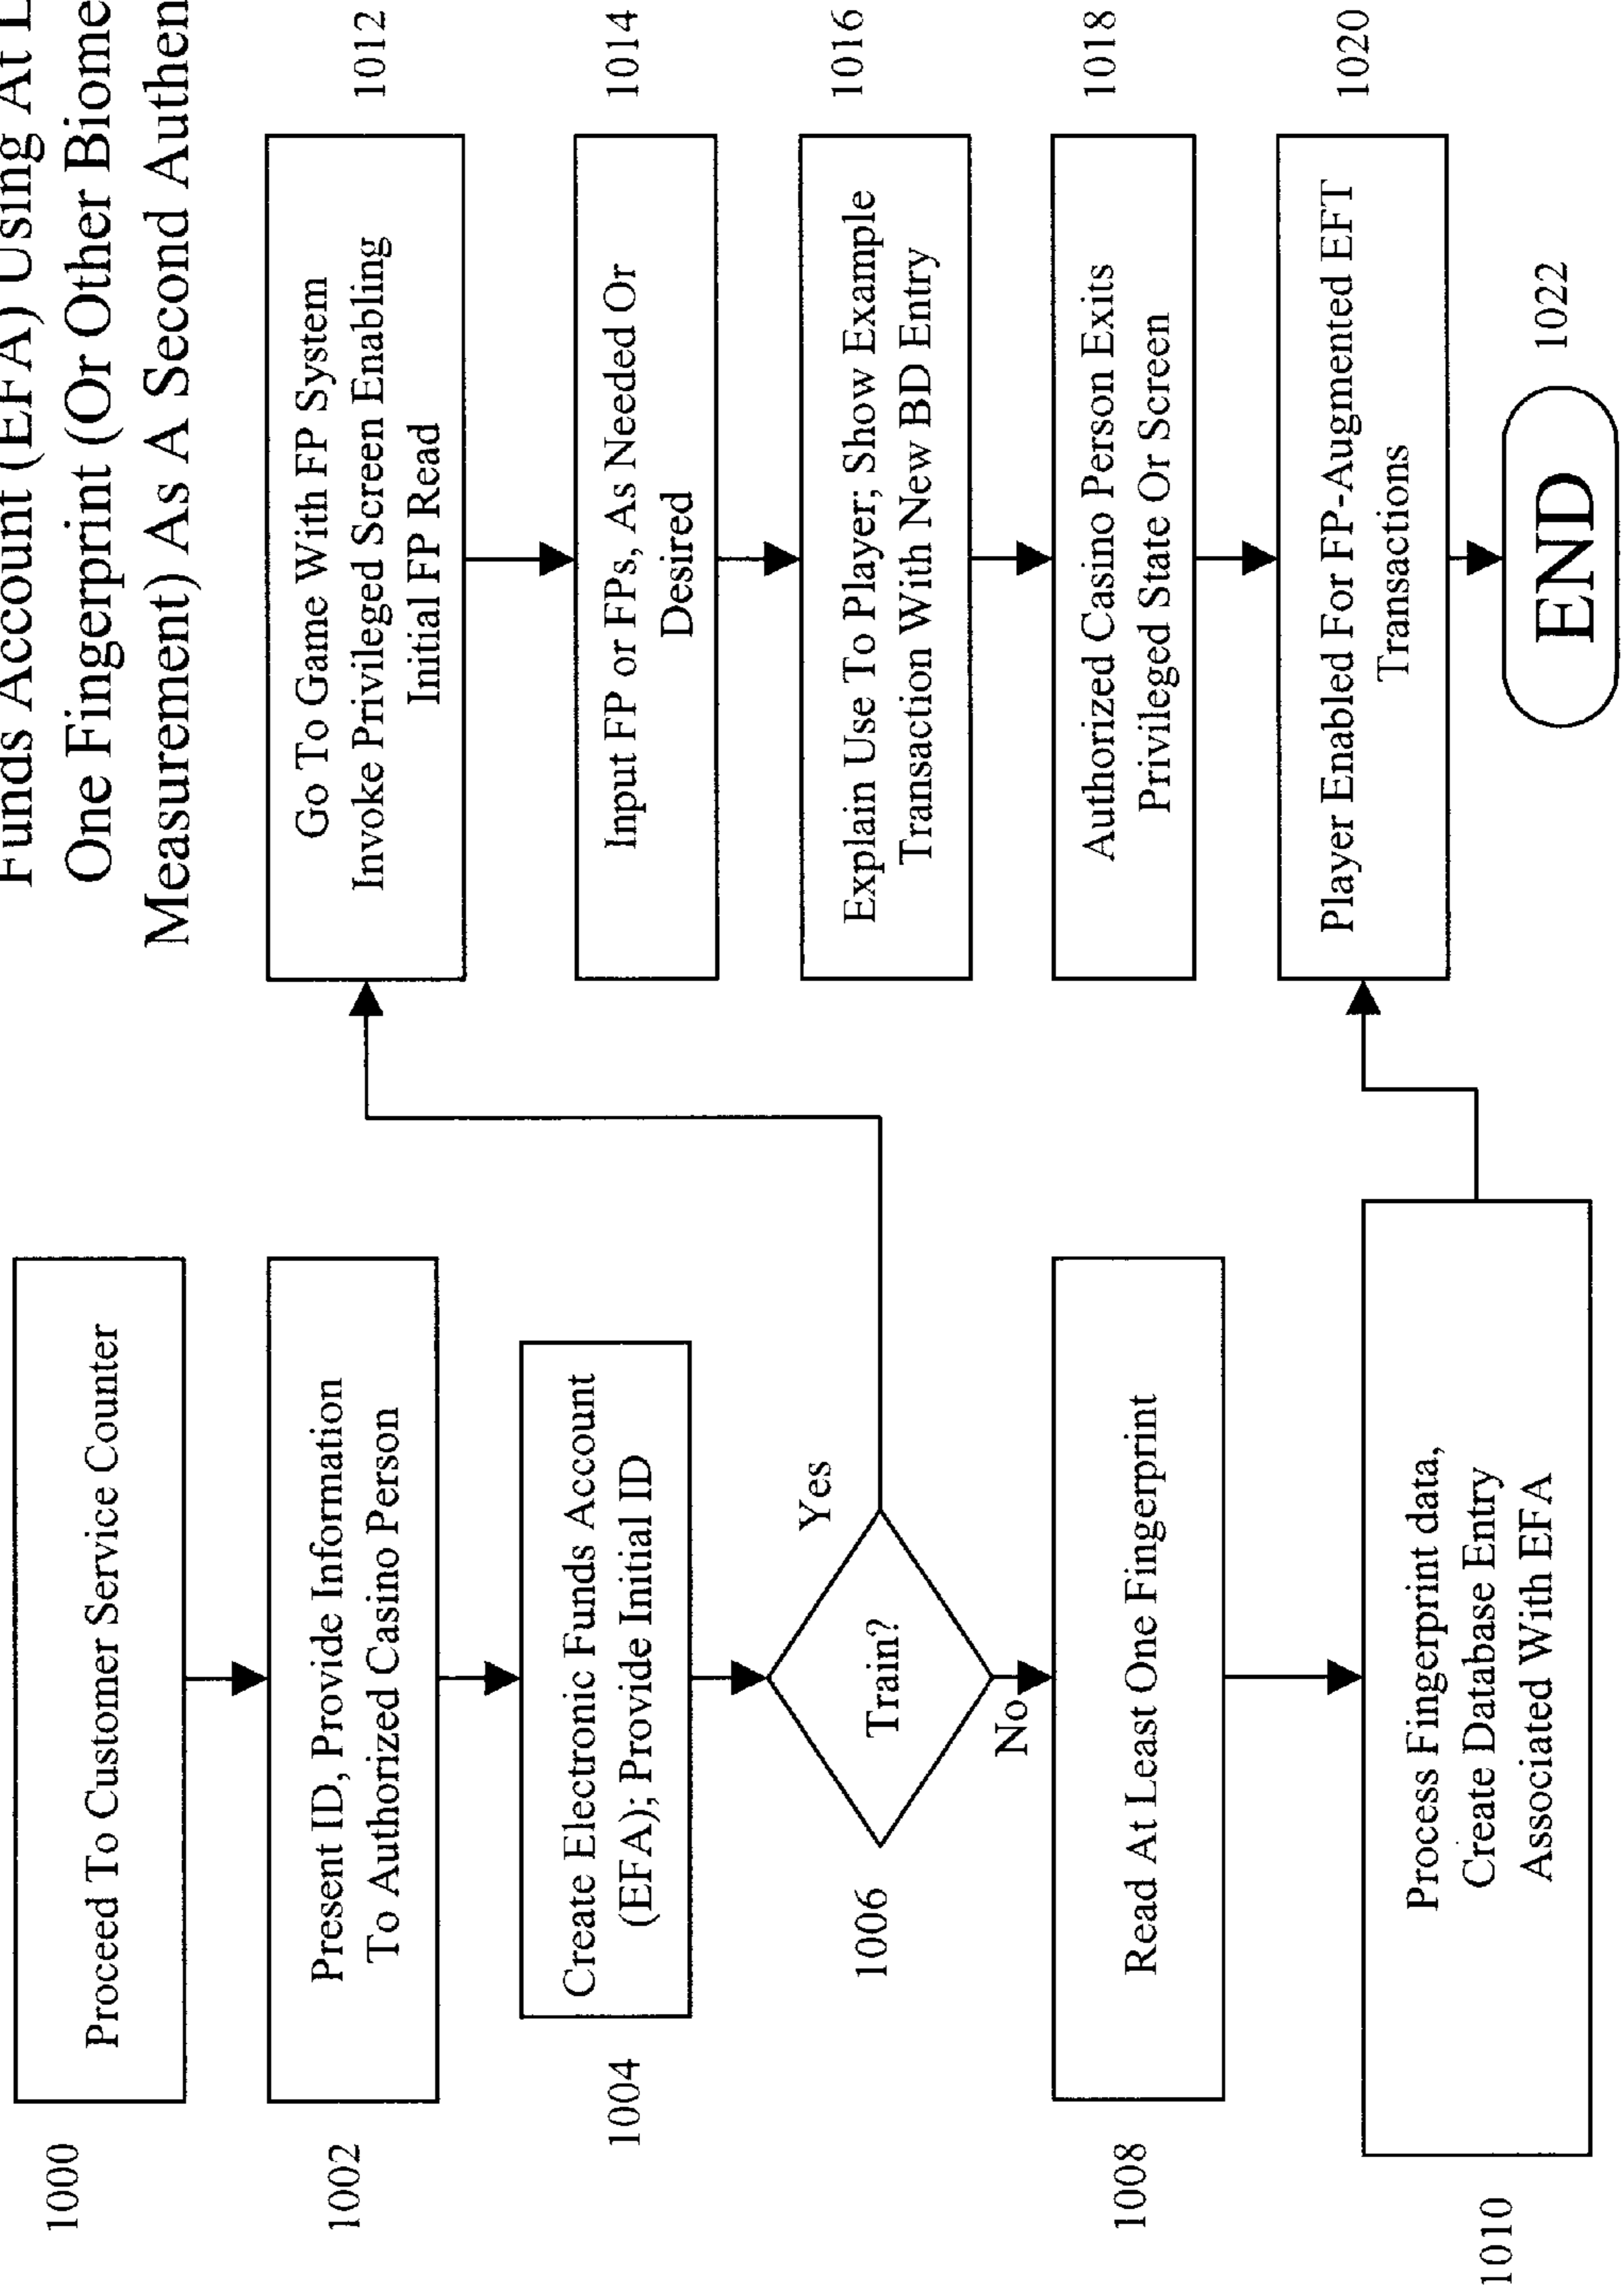 Funds Account (EFA) Using At L
One Fingerprint (Or Other Biome
Measurement) As A Second Authen
1000
Proceed To Customer Service Counter
1002
Present ID, Provide Information
To Authorized Casino Person
1004
Create Electronic Funds Account
(EFA); Provide Initial ID
1006
Train?
Yes
No
1008
Read At Least One Fingerprint
1010
Process Fingerprint data,
Create Database Entry
Associated With EFA
Go To Game With FP System
Invoke Privileged Screen Enabling
Initial FP Read
1012
Input FP or FPs, As Needed Or
Desired
1014
Explain Use To Player; Show Example
Transaction With New BD Entry
1016
Authorized Casino Person Exits
Privileged State Or Screen
1018
Player Enabled For FP-Augmented EFT
Transactions
1020
END
1022